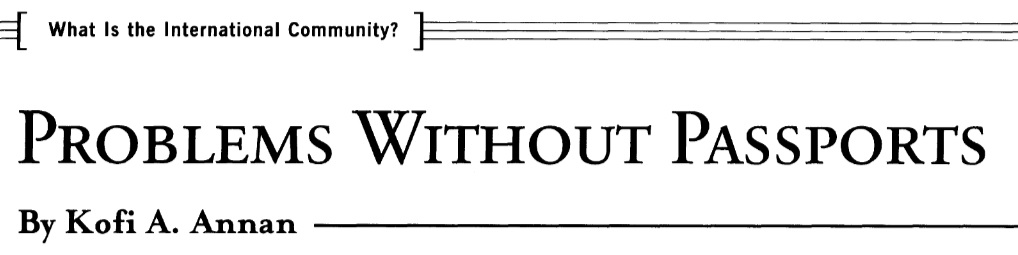 What Is the International Community?
PROBLEMS WITHOUT PASSPORTS
By Kofi A. Annan